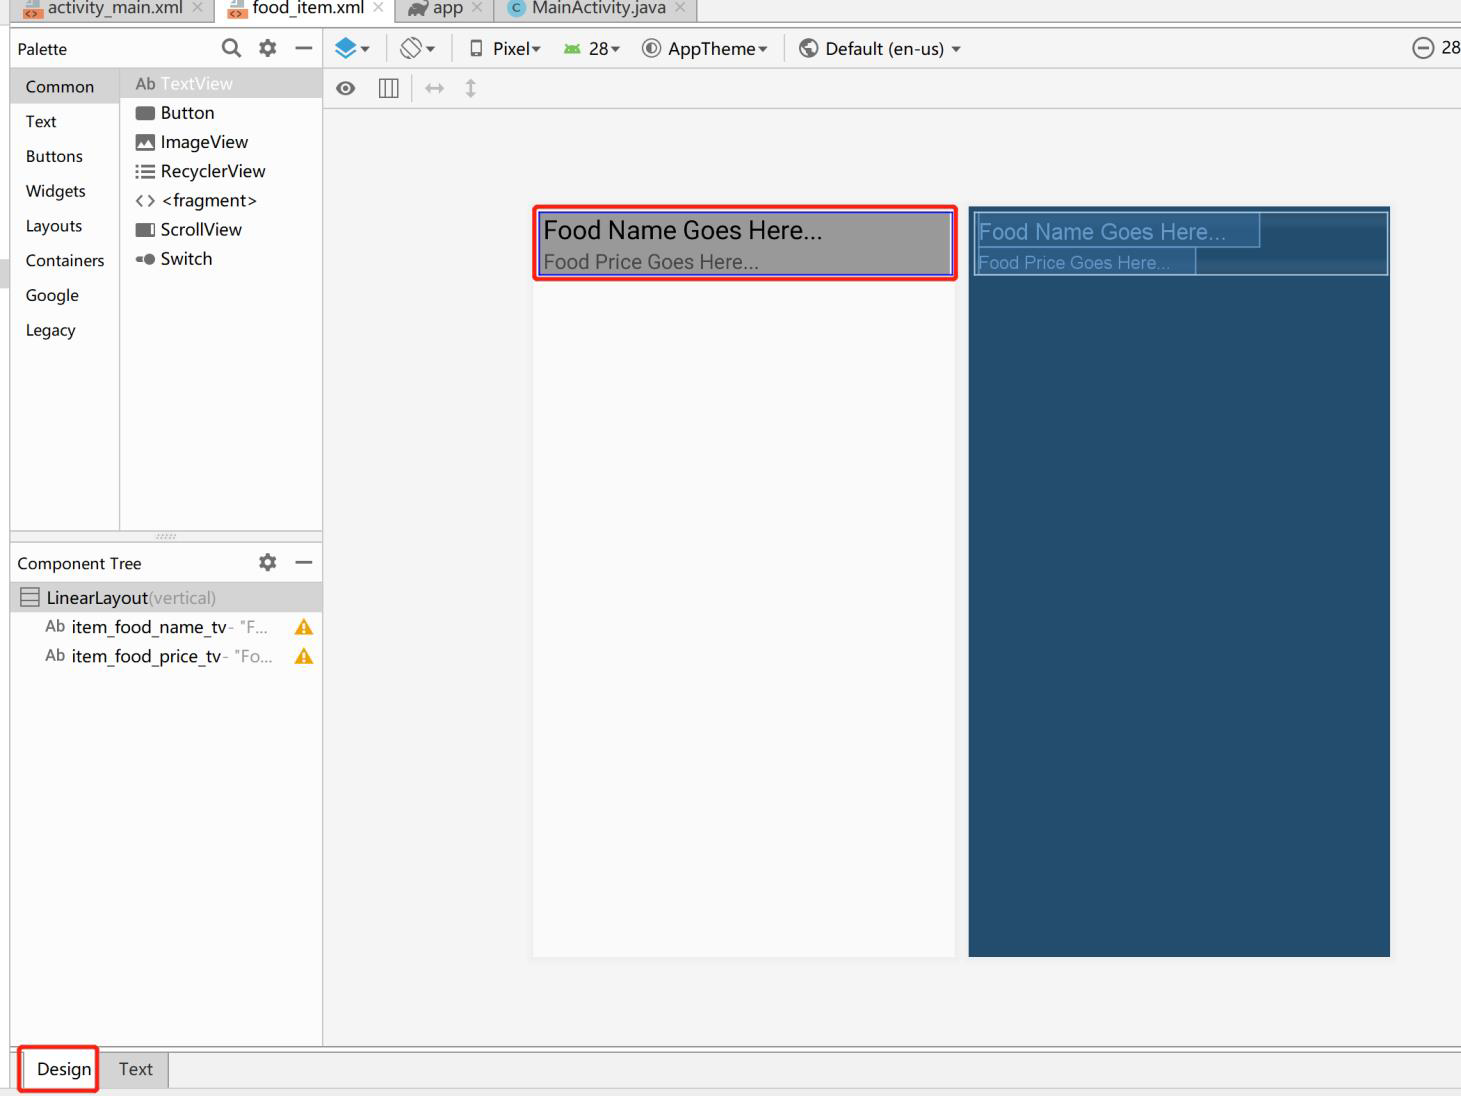 activity_main.xml food_item.xml app MainActivity.java
Palette Pixel 28 AppTheme Default (en-us) 28
Common
Text
Buttons
Widgets
Layouts
Containers
Google
Legacy
Ab TextView
Button
ImageView
RecyclerView
<fragment>
ScrollView
Switch
Food Name Goes Here...
Food Price Goes Here...
Food Name Goes Here...
Food Price Goes Here...
Component Tree
LinearLayout(vertical)
Ab item_food_name_tv- "F...
Ab item_food_price_tv- "Fo...
Design Text